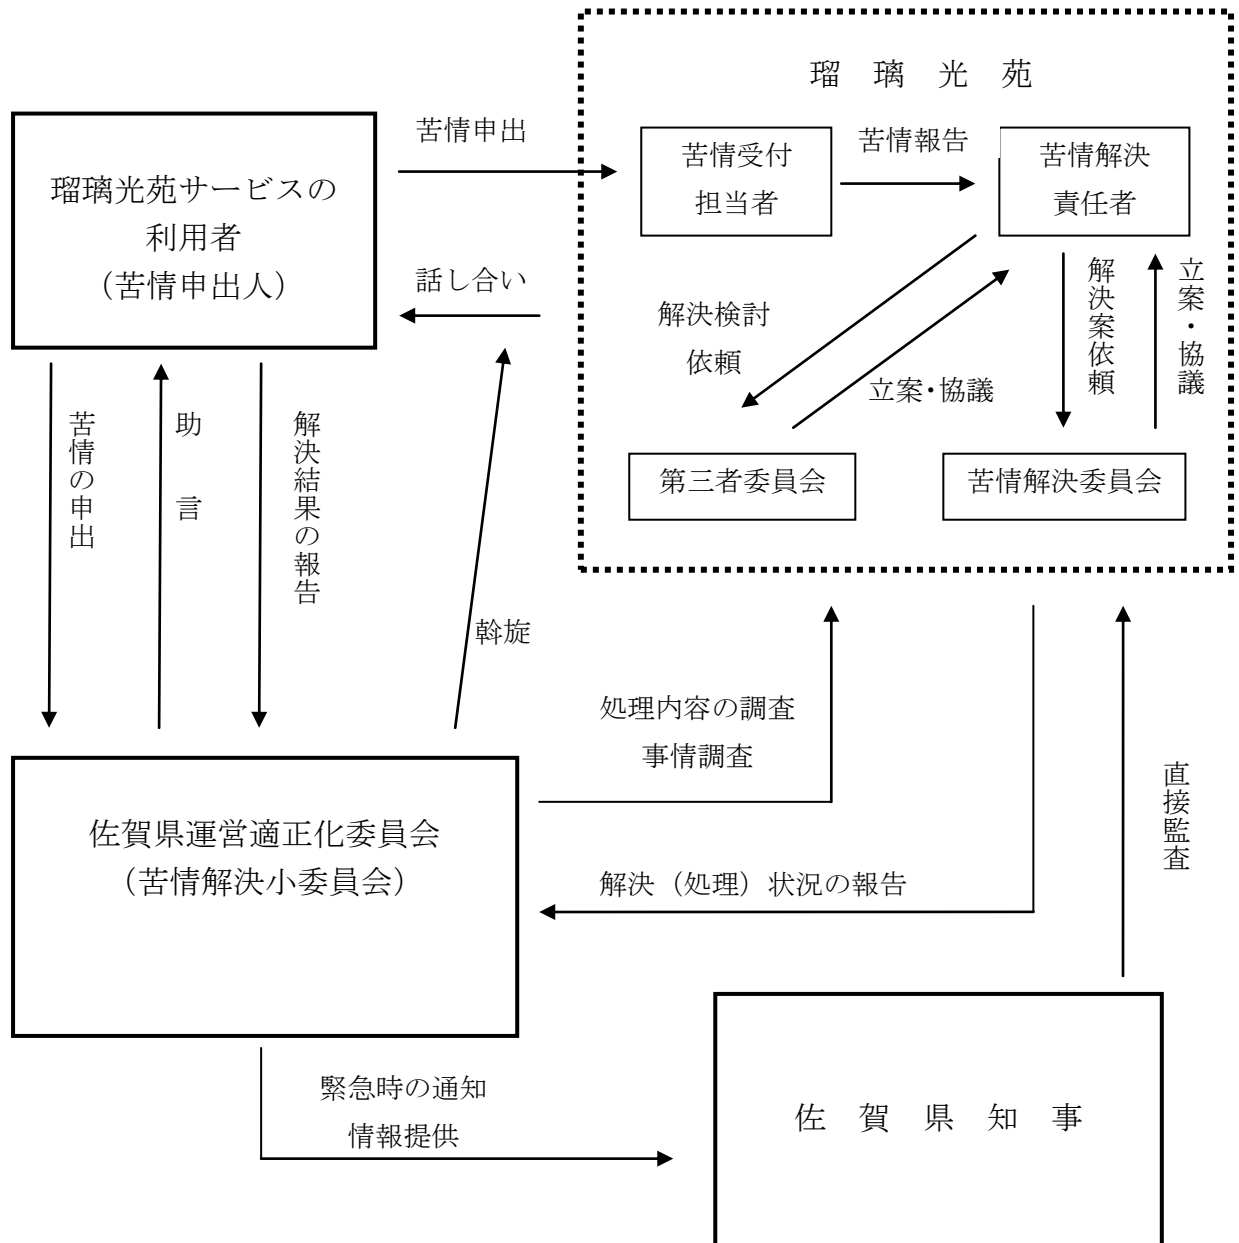 瑠璃光苑
苦情申出
苦情受付
担当者
苦情報告
苦情解決
責任者
瑠璃光苑サービスの
利用者
（苦情申出人）
話し合い
解決検討
依頼
立案・協議
解決案依頼
立案・協議
第三者委員会
苦情解決委員会
苦情の申出
助言
解決結果の報告
斡旋
処理内容の調査
事情調査
直接監査
佐賀県運営適正化委員会
（苦情解決小委員会）
解決（処理）状況の報告
緊急時の通知
情報提供
佐賀県知事